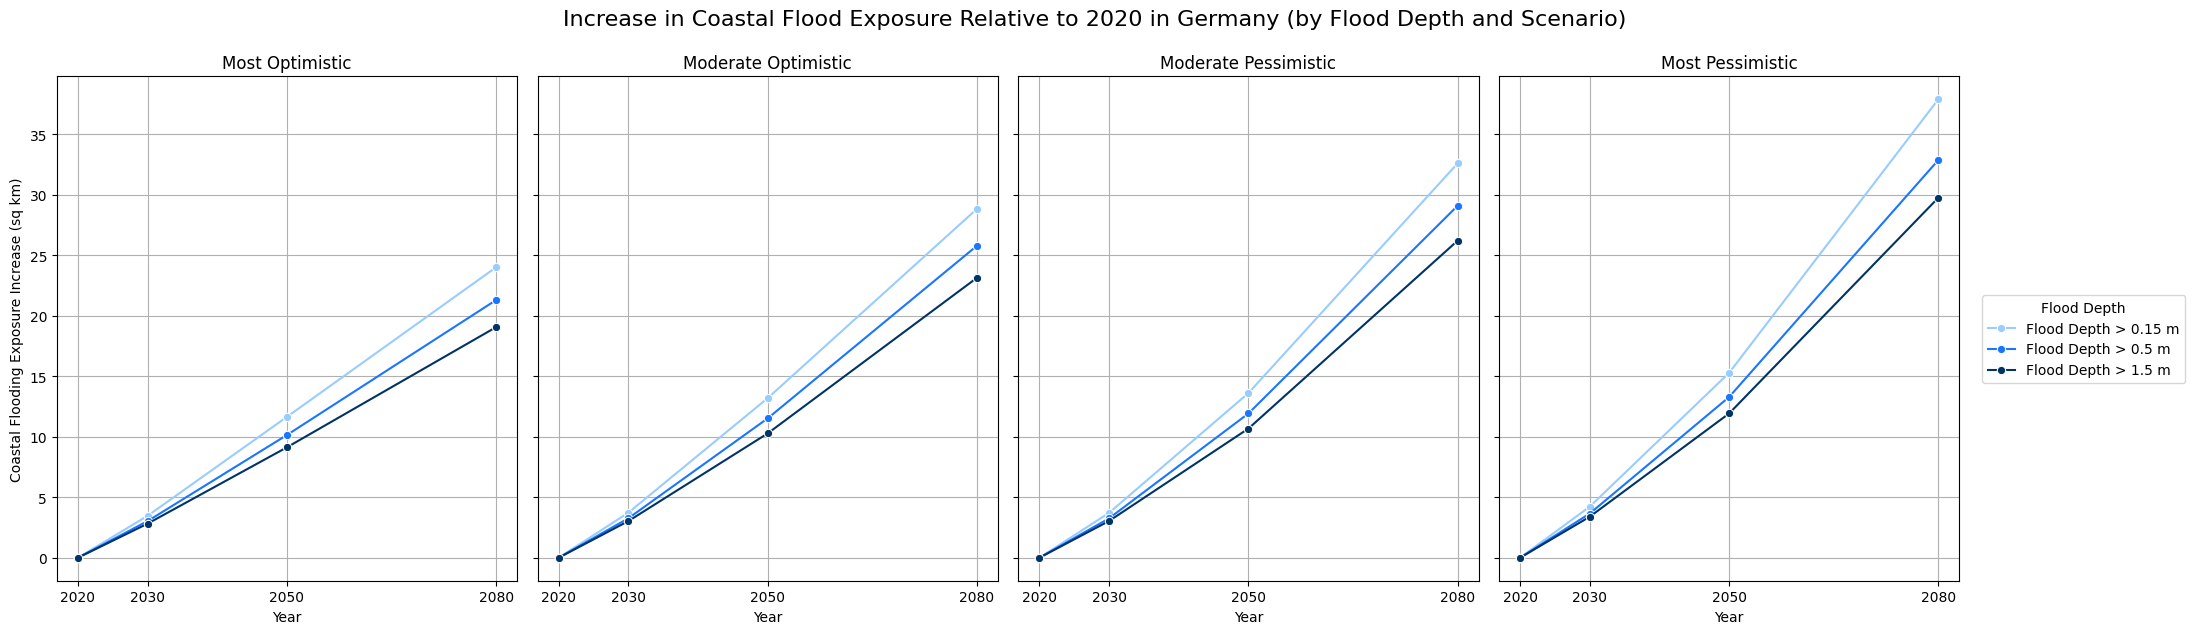 Increase in Coastal Flood Exposure Relative to 2020 in Germany (by Flood Depth and Scenario)
Most Optimistic
Moderate Optimistic
Moderate Pessimistic
Most Pessimistic
Coastal Flooding Exposure Increase (sq km)
35
30
25
20
15
10
5
0
2020 2030 2050 2080
2020 2030 2050 2080
2020 2030 2050 2080
2020 2030 2050 2080
Year
Year
Year
Year
Flood Depth
Flood Depth > 0.15 m
Flood Depth > 0.5 m
Flood Depth > 1.5 m